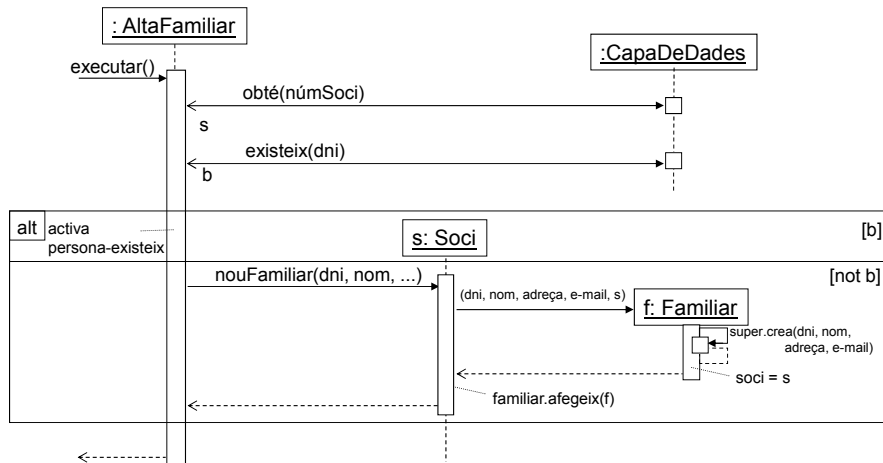 : AltaFamiliar
:CapaDeDades
executar()
obté(númSoci)
s
existeix(dni)
b
alt
activa
persona-existeix
[b]
s: Soci
[not b]
nouFamiliar(dni, nom, ...)
(dni, nom, adreça, e-mail, s)
f: Familiar
super.crea(dni, nom,
adreça, e-mail)
soci = s
familiar.afegeix(f)